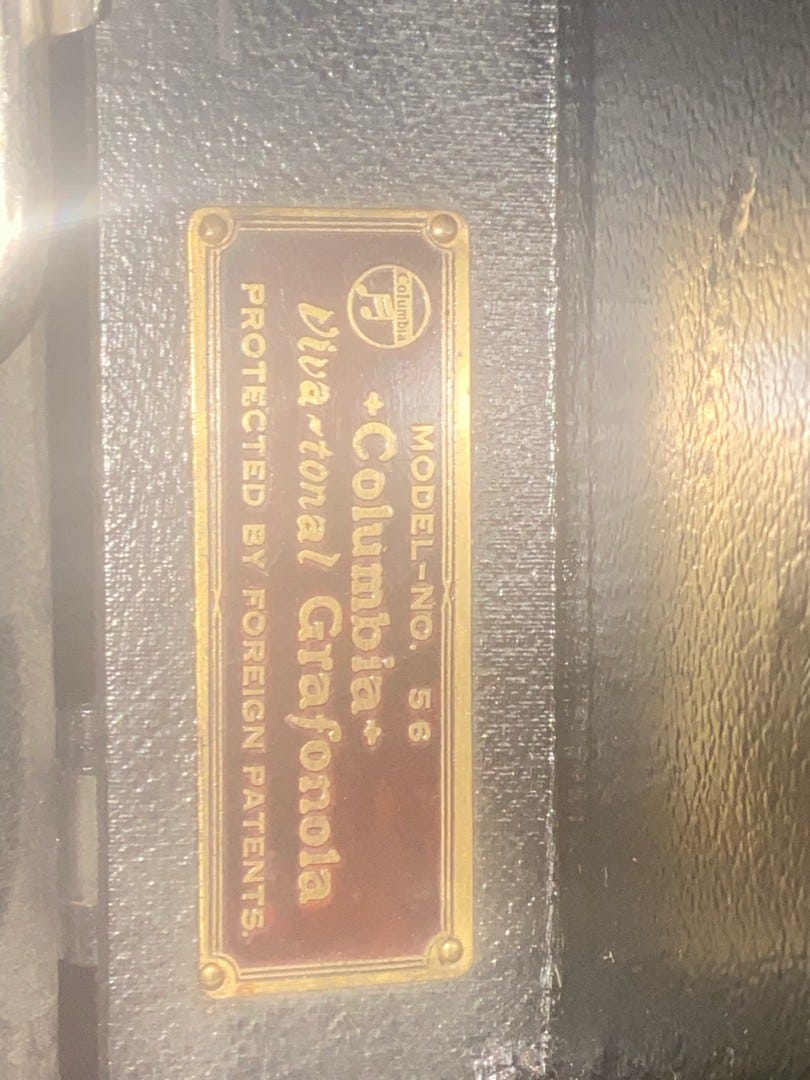 Columbia
MODEL-NO. 56
Columbia
Viva-tonal Grafonola
PROTECTED BY FOREIGN PATENTS.